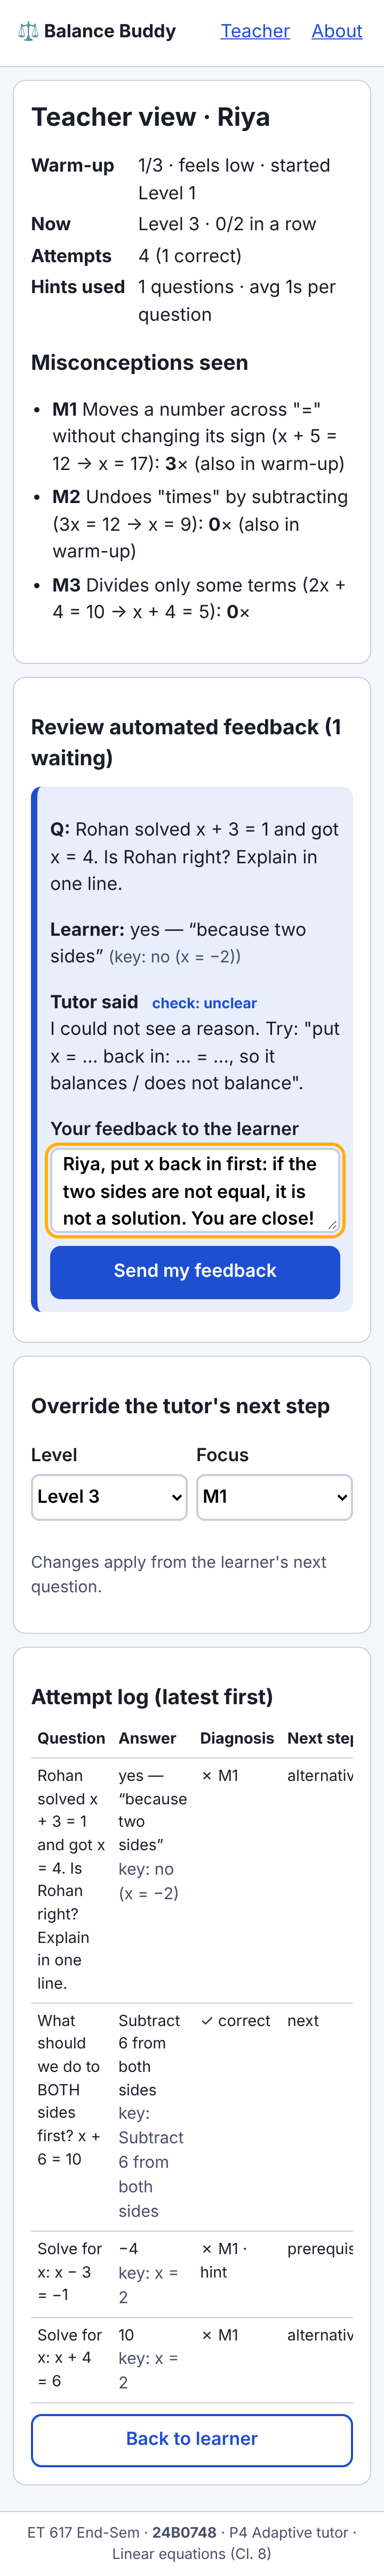 ⚖️ Balance Buddy Teacher About
Teacher view · Riya
Warm-up 1/3 · feels low · started
Level 1
Now Level 3 · 0/2 in a row
Attempts 4 (1 correct)
Hints used 1 questions · avg 1s per
question
Misconceptions seen
• M1 Moves a number across "="
without changing its sign (x + 5 =
12 → x = 17): 3× (also in warm-up)
• M2 Undoes "times" by subtracting
(3x = 12 → x = 9): 0× (also in
warm-up)
• M3 Divides only some terms (2x +
4 = 10 → x + 4 = 5): 0×
Review automated feedback (1
waiting)
Q: Rohan solved x + 3 = 1 and got
x = 4. Is Rohan right? Explain in
one line.
Learner: yes — “because two
sides” (key: no (x = −2))
Tutor said check: unclear
I could not see a reason. Try: "put
x = ... back in: ... = ..., so it
balances / does not balance".
Your feedback to the learner
Riya, put x back in first: if the
two sides are not equal, it is
not a solution. You are close!
Send my feedback
Override the tutor's next step
Level Focus
Level 3 M1
Changes apply from the learner's next
question.
Attempt log (latest first)
Question Answer Diagnosis Next step
Rohan yes — × M1 alternativ
solved x “because
+ 3 = 1 two
and got x sides”
= 4. Is key: no
Rohan (x = −2)
right?
Explain
in one
line.
What Subtract ✓ correct next
should 6 from
we do to both
BOTH sides
sides key:
first? x + Subtract
6 = 10 6 from
both
sides
Solve for −4 × M1 · prerequis
x: x − 3 key: x = hint
= −1 2
Solve for 10 × M1 alternativ
x: x + 4 key: x =
= 6 2
Back to learner
ET 617 End-Sem · 24B0748 · P4 Adaptive tutor ·
Linear equations (Cl. 8)